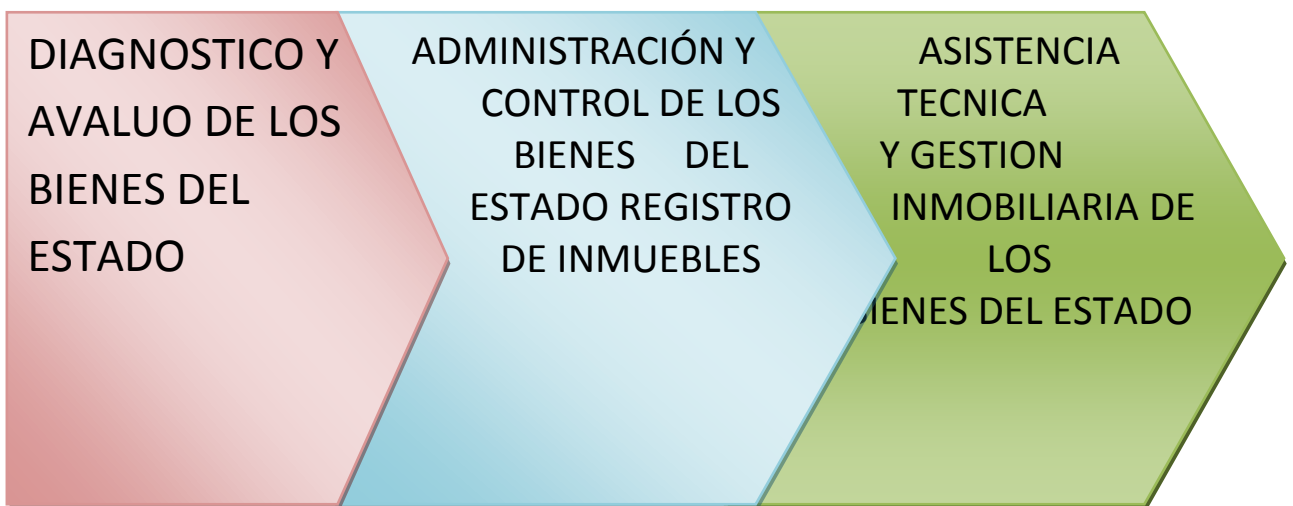 DIAGNOSTICO Y
AVALUO DE LOS
BIENES DEL
ESTADO
ADMINISTRACIÓN Y
CONTROL DE LOS
BIENES DEL
ESTADO REGISTRO
DE INMUEBLES
ASISTENCIA
TECNICA
Y GESTION
INMOBILIARIA DE
LOS
BIENES DEL ESTADO